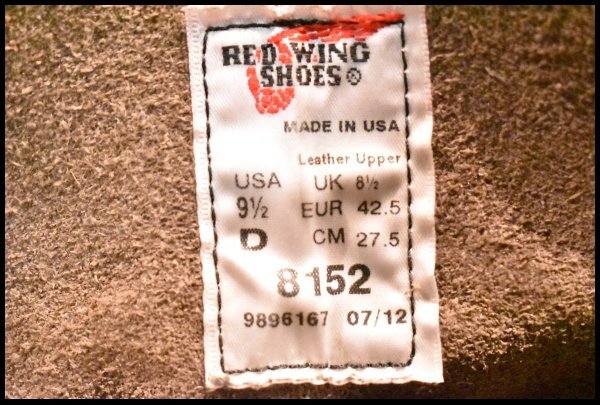 RED WING
SHOES®
MADE IN USA
Leather Upper
USA UK 8½
9½ EUR 42.5
D CM 27.5
8152
9896167 07/12